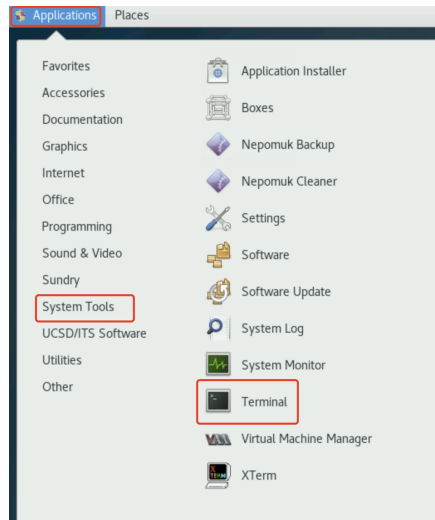 Applications Places
Favorites
Accessories
Documentation
Graphics
Internet
Office
Programming
Sound & Video
Sundry
System Tools
UCSD/ITS Software
Utilities
Other
Application Installer
Boxes
Nepomuk Backup
Nepomuk Cleaner
Settings
Software
Software Update
System Log
System Monitor
Terminal
Virtual Machine Manager
XTerm